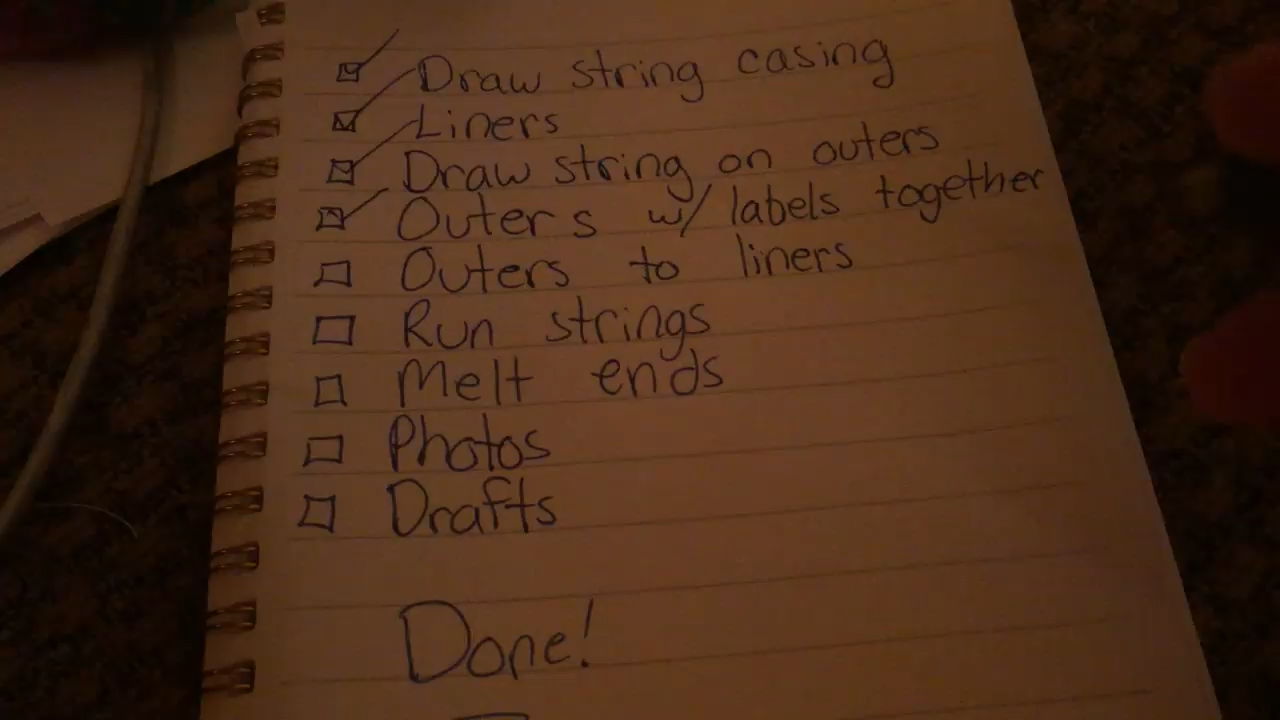 Draw string casing
Liners
Draw string on outers
Outers w/ labels together
Outers to liners
Run strings
Melt ends
Photos
Drafts
Done!